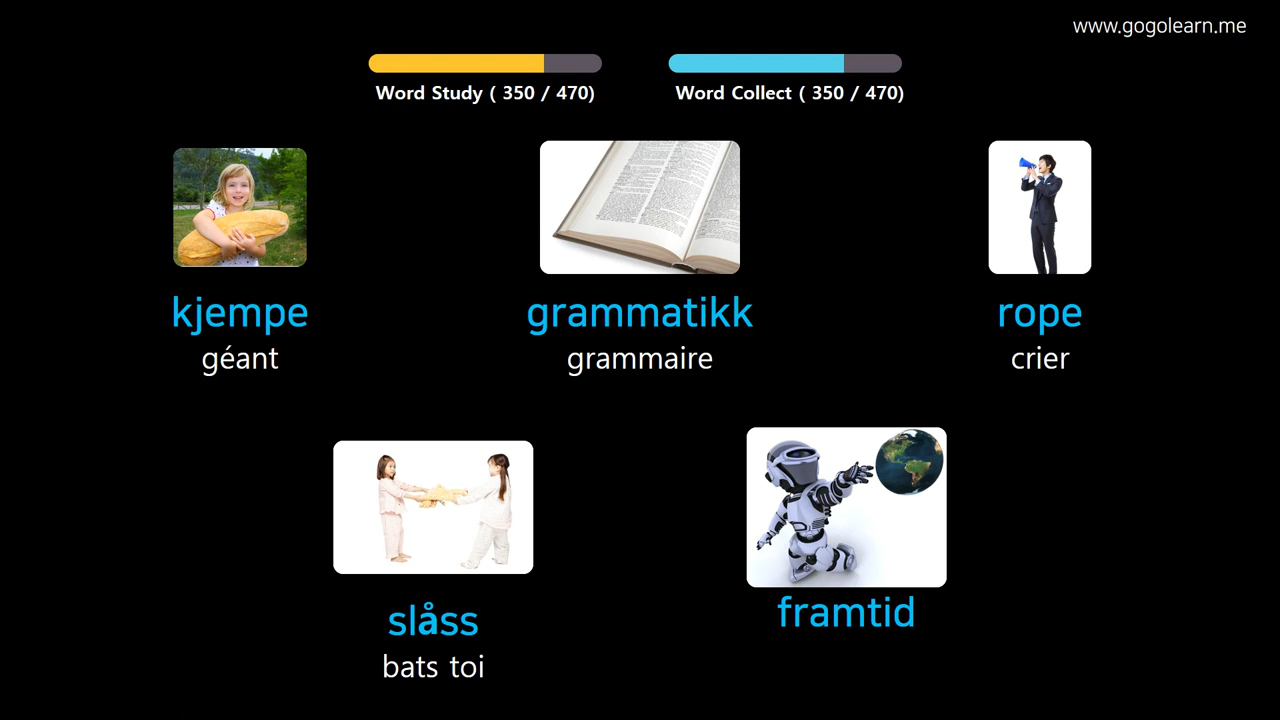 www.gogolearn.me
Word Study ( 350 / 470)
Word Collect ( 350 / 470)
kjempe
géant
grammatikk
grammaire
rope
crier
slåss
bats toi
framtid